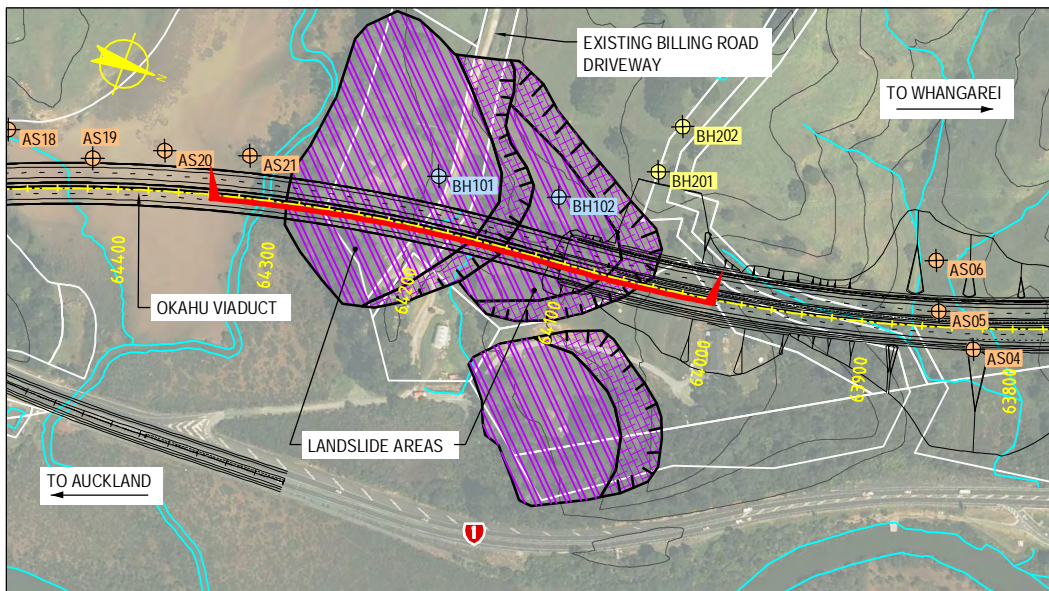 EXISTING BILLING ROAD
DRIVEWAY
TO WHANGAREI
N
AS18
AS19
AS20
AS21
BH202
BH201
BH101
BH102
AS06
AS05
AS04
64400
64300
64200
64100
64000
63900
63800
OKAHU VIADUCT
LANDSLIDE AREAS
TO AUCKLAND
1